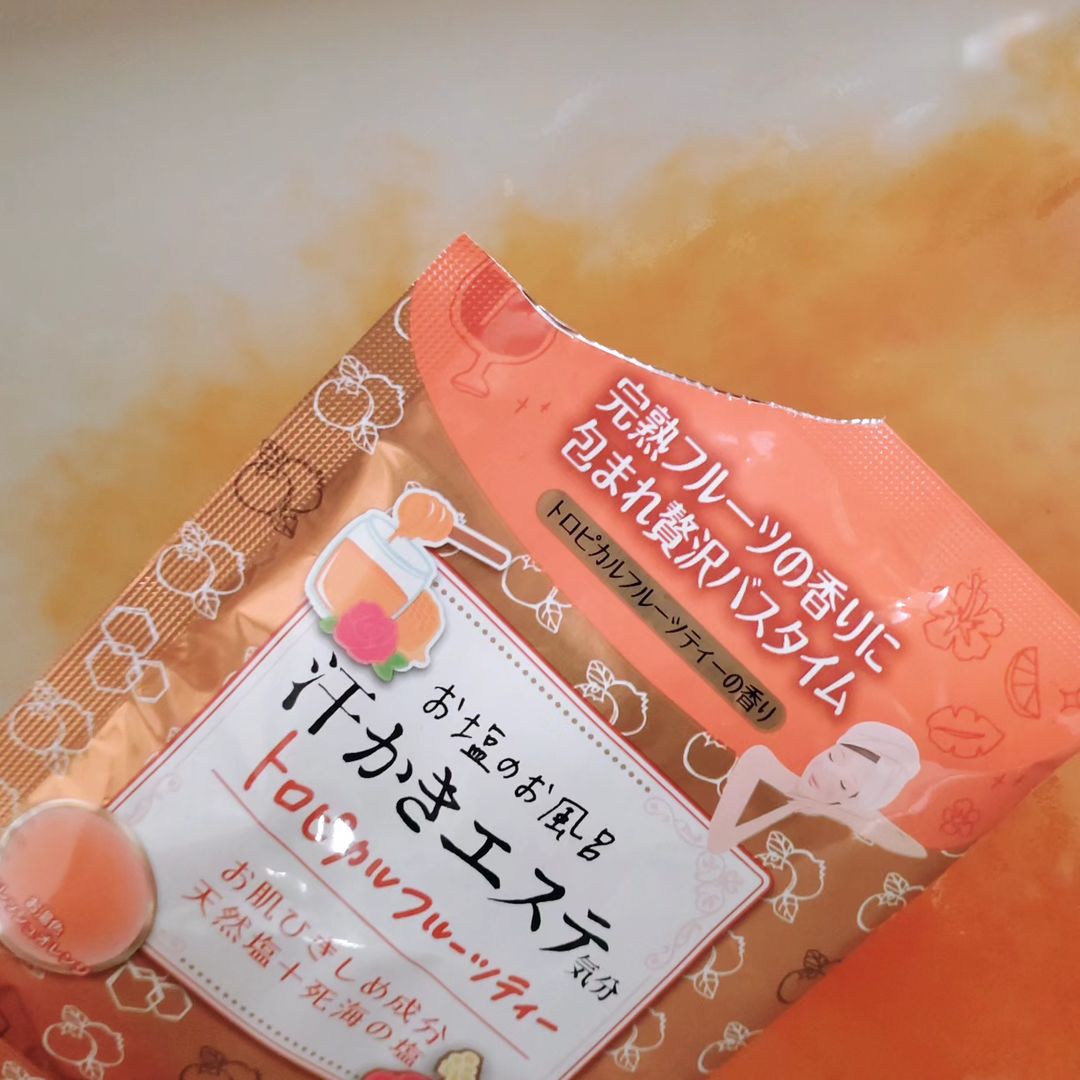 完熟フルーツの香りに
包まれ贅沢バスタイム
トロピカルフルーツティーの香り
お塩のお風呂
汗かきエステ気分
トロピカルフルーツティー
お肌ひきしめ成分
天然塩+死海の塩
お湯色